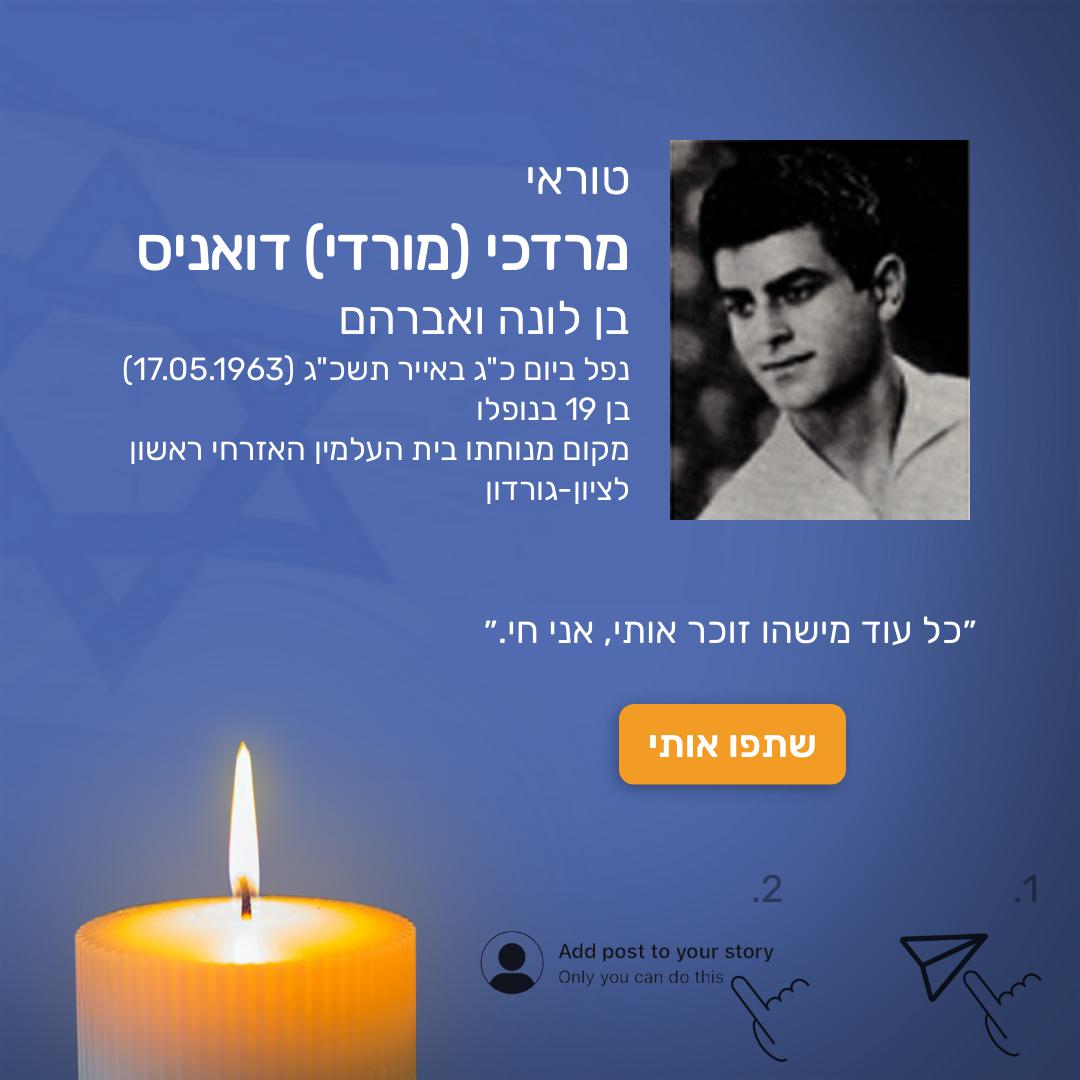 טוראי
מרדכי (מורדי) דואניס
בן לונה ואברהם
נפל ביום כ"ג באייר תשכ"ג (17.05.1963)
בן 19 בנופלו
מקום מנוחתו בית העלמין האזרחי ראשון
לציון-גורדון
״כל עוד מישהו זוכר אותי, אני חי.״
שתפו אותי
1.
2.
Add post to your story
Only you can do this